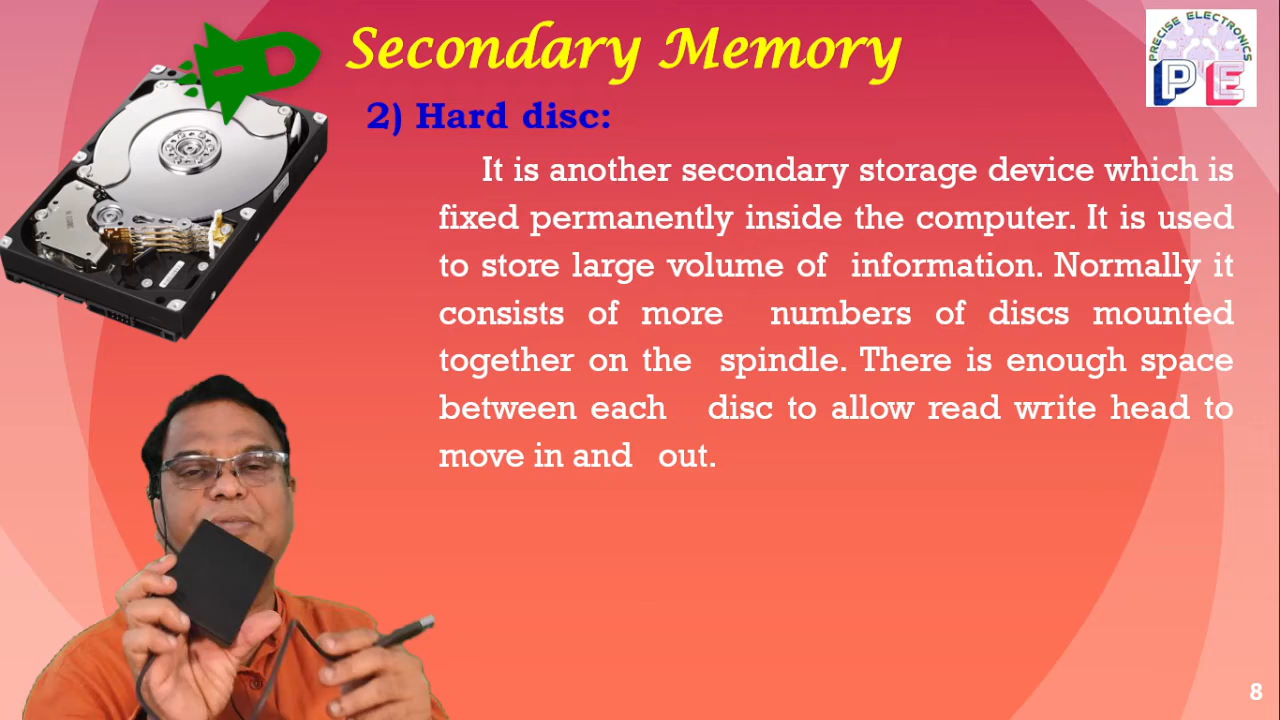 Secondary Memory
PRECISE ELECTRONICS
PE
2) Hard disc:
It is another secondary storage device which is
fixed permanently inside the computer. It is used
to store large volume of information. Normally it
consists of more numbers of discs mounted
together on the spindle. There is enough space
between each disc to allow read write head to
move in and out.
8